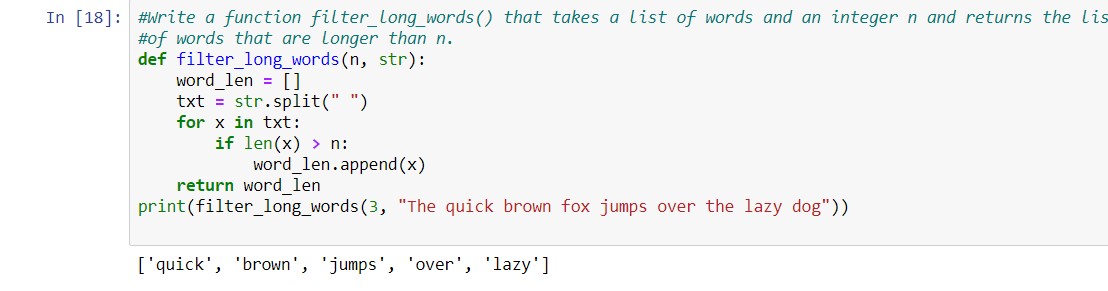 In [18]: #Write a function filter_long_words() that takes a list of words and an integer n and returns the lis
#of words that are longer than n.
def filter_long_words(n, str):
    word_len = []
    txt = str.split(" ")
    for x in txt:
        if len(x) > n:
            word_len.append(x)
    return word_len
print(filter_long_words(3, "The quick brown fox jumps over the lazy dog"))
['quick', 'brown', 'jumps', 'over', 'lazy']